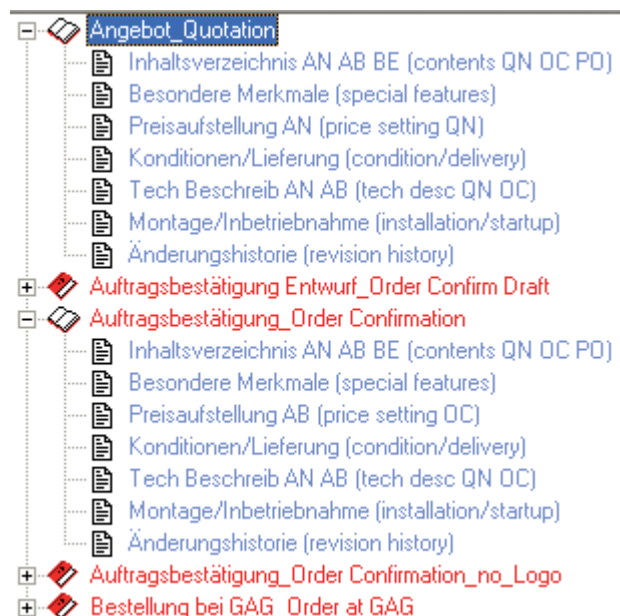 Angebot_Quotation
Inhaltsverzeichnis AN AB BE (contents QN OC PO)
Besondere Merkmale (special features)
Preisaufstellung AN (price setting QN)
Konditionen/Lieferung (condition/delivery)
Tech Beschreib AN AB (tech desc QN OC)
Montage/Inbetriebnahme (installation/startup)
Änderungshistorie (revision history)
Auftragsbestätigung Entwurf_Order Confirm Draft
Auftragsbestätigung_Order Confirmation
Inhaltsverzeichnis AN AB BE (contents QN OC PO)
Besondere Merkmale (special features)
Preisaufstellung AB (price setting OC)
Konditionen/Lieferung (condition/delivery)
Tech Beschreib AN AB (tech desc QN OC)
Montage/Inbetriebnahme (installation/startup)
Änderungshistorie (revision history)
Auftragsbestätigung_Order Confirmation_no_Logo
Bestellung bei GAG_Order at GAG